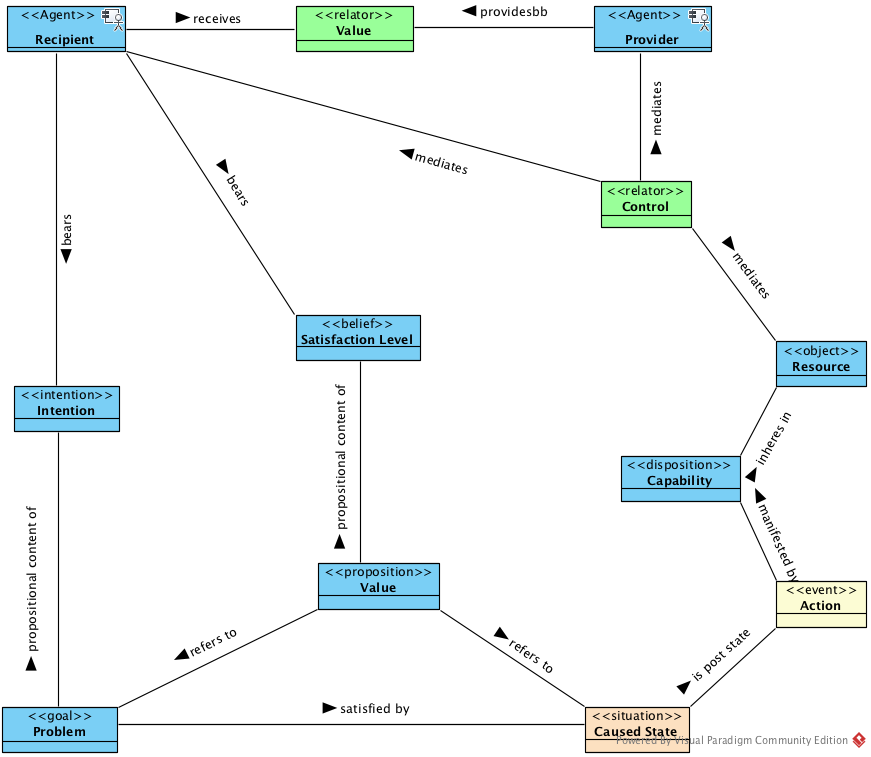 <<Agent>>
Recipient
receives
<<relator>>
Value
providesbb
<<Agent>>
Provider
mediates
mediates
<<relator>>
Control
bears
bears
mediates
<<belief>>
Satisfaction Level
<<object>>
Resource
<<intention>>
Intention
propositional content of
inheres in
<<disposition>>
Capability
manifested by
propositional content of
<<proposition>>
Value
<<event>>
Action
refers to
refers to
is post state
<<goal>>
Problem
satisfied by
<<situation>>
Caused State
Powered By Visual Paradigm Community Edition